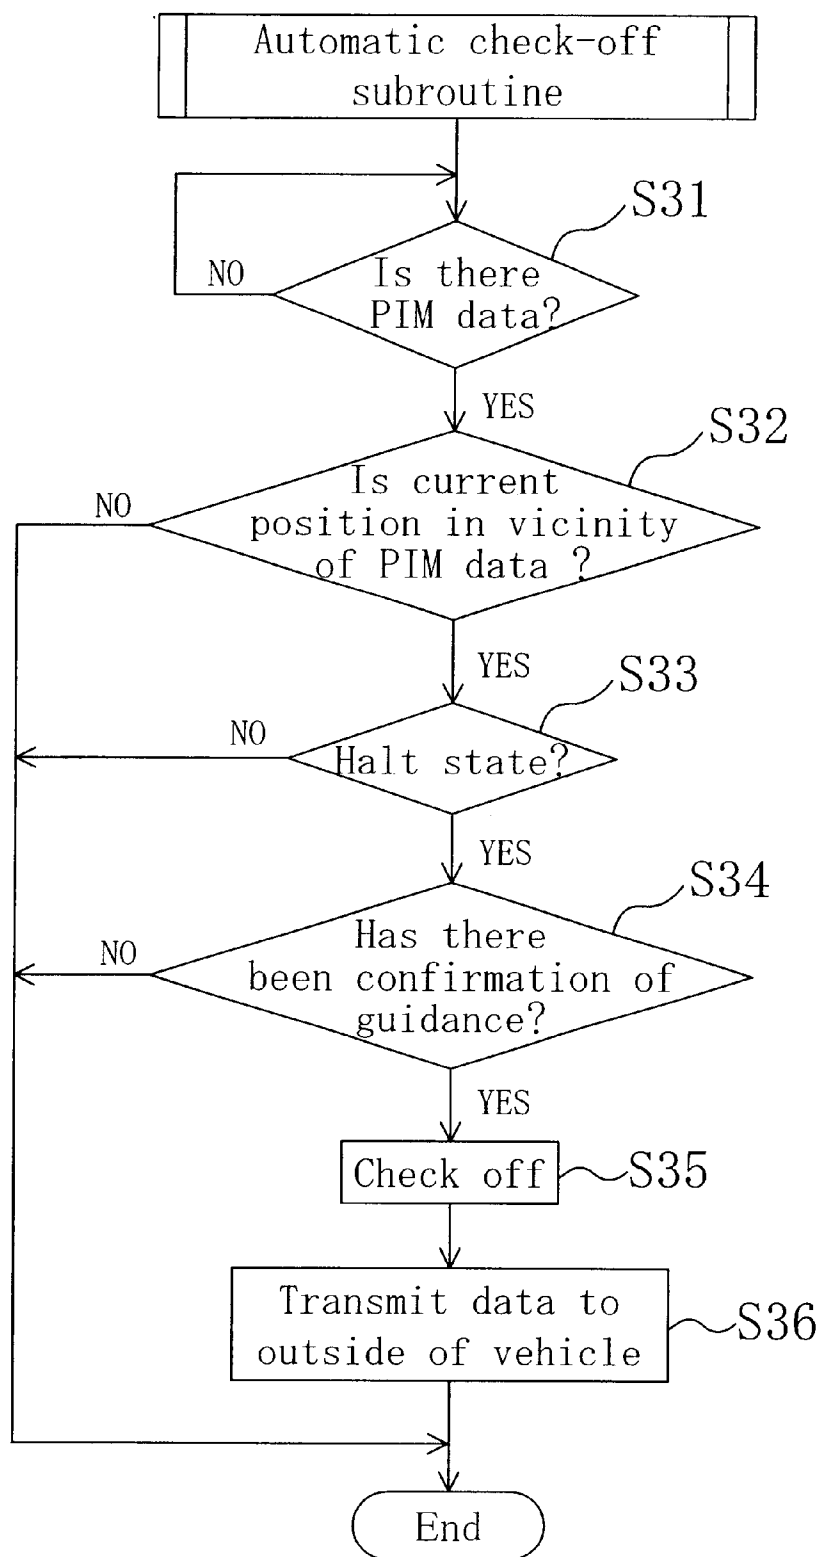 Automatic check-off
subroutine
S31
NO
Is there
PIM data?
YES
S32
NO
Is current
position in vicinity
of PIM data ?
YES
S33
NO
Halt state?
YES
S34
NO
Has there
been confirmation of
guidance?
YES
Check off
S35
Transmit data to
outside of vehicle
S36
End